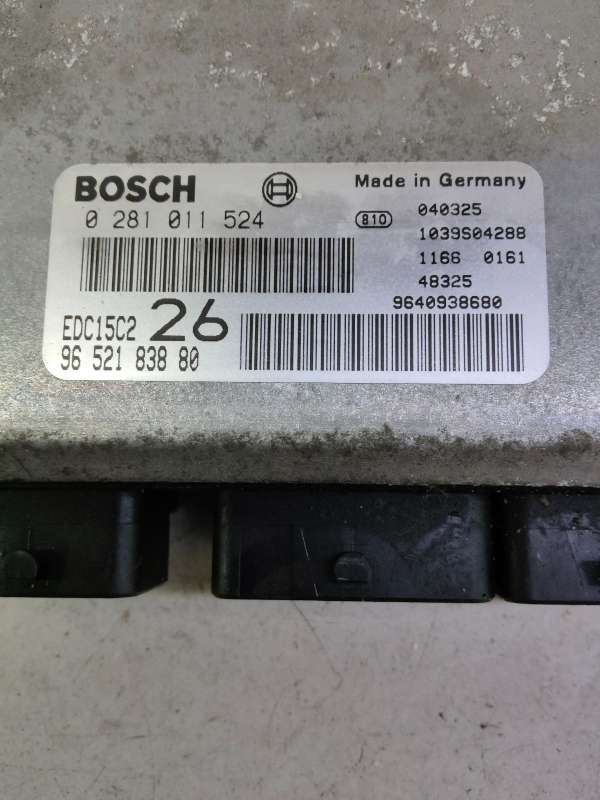 BOSCH
Made in Germany
0 281 011 524
810
040325
1039S04288
1166 0161
48325
9640938680
EDC15C2 26
96 521 838 80